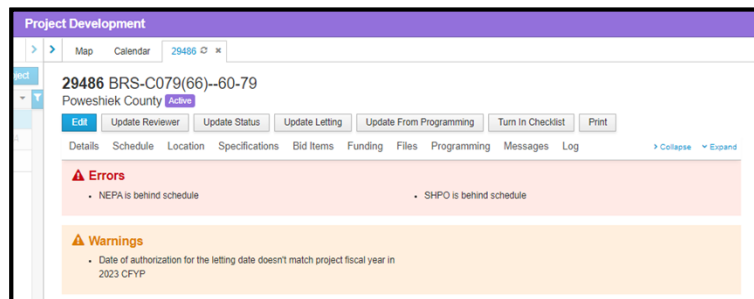 Project Development
ject
Map Calendar 29486
29486 BRS-C079(66)--60-79
Poweshiek County Active
Edit Update Reviewer Update Status Update Letting Update From Programming Turn In Checklist Print
Details Schedule Location Specifications Bid Items Funding Files Programming Messages Log Collapse Expand
Errors
• NEPA is behind schedule • SHPO is behind schedule
Warnings
• Date of authorization for the letting date doesn't match project fiscal year in
2023 CFYP